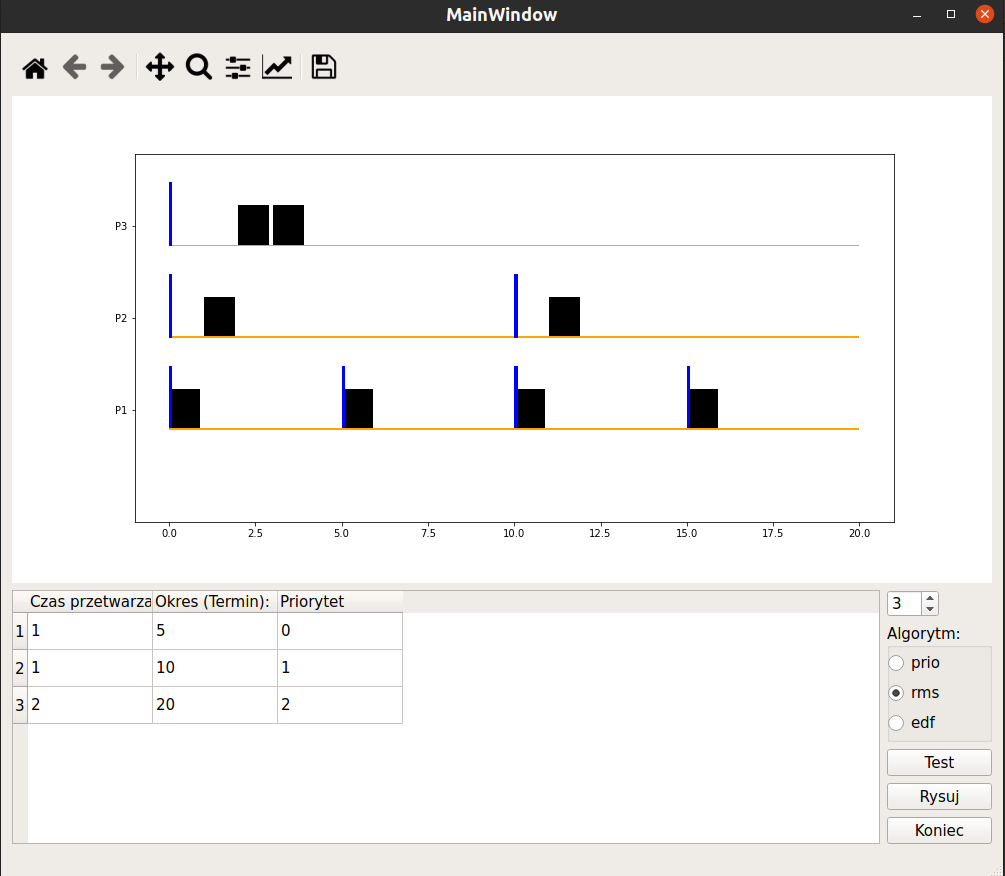 MainWindow
P3
P2
P1
0.0 2.5 5.0 7.5 10.0 12.5 15.0 17.5 20.0
Czas przetwarza Okres (Termin): Priorytet
1 1 5 0
2 1 10 1
3 2 20 2
3
Algorytm:
prio
rms
edf
Test
Rysuj
Koniec